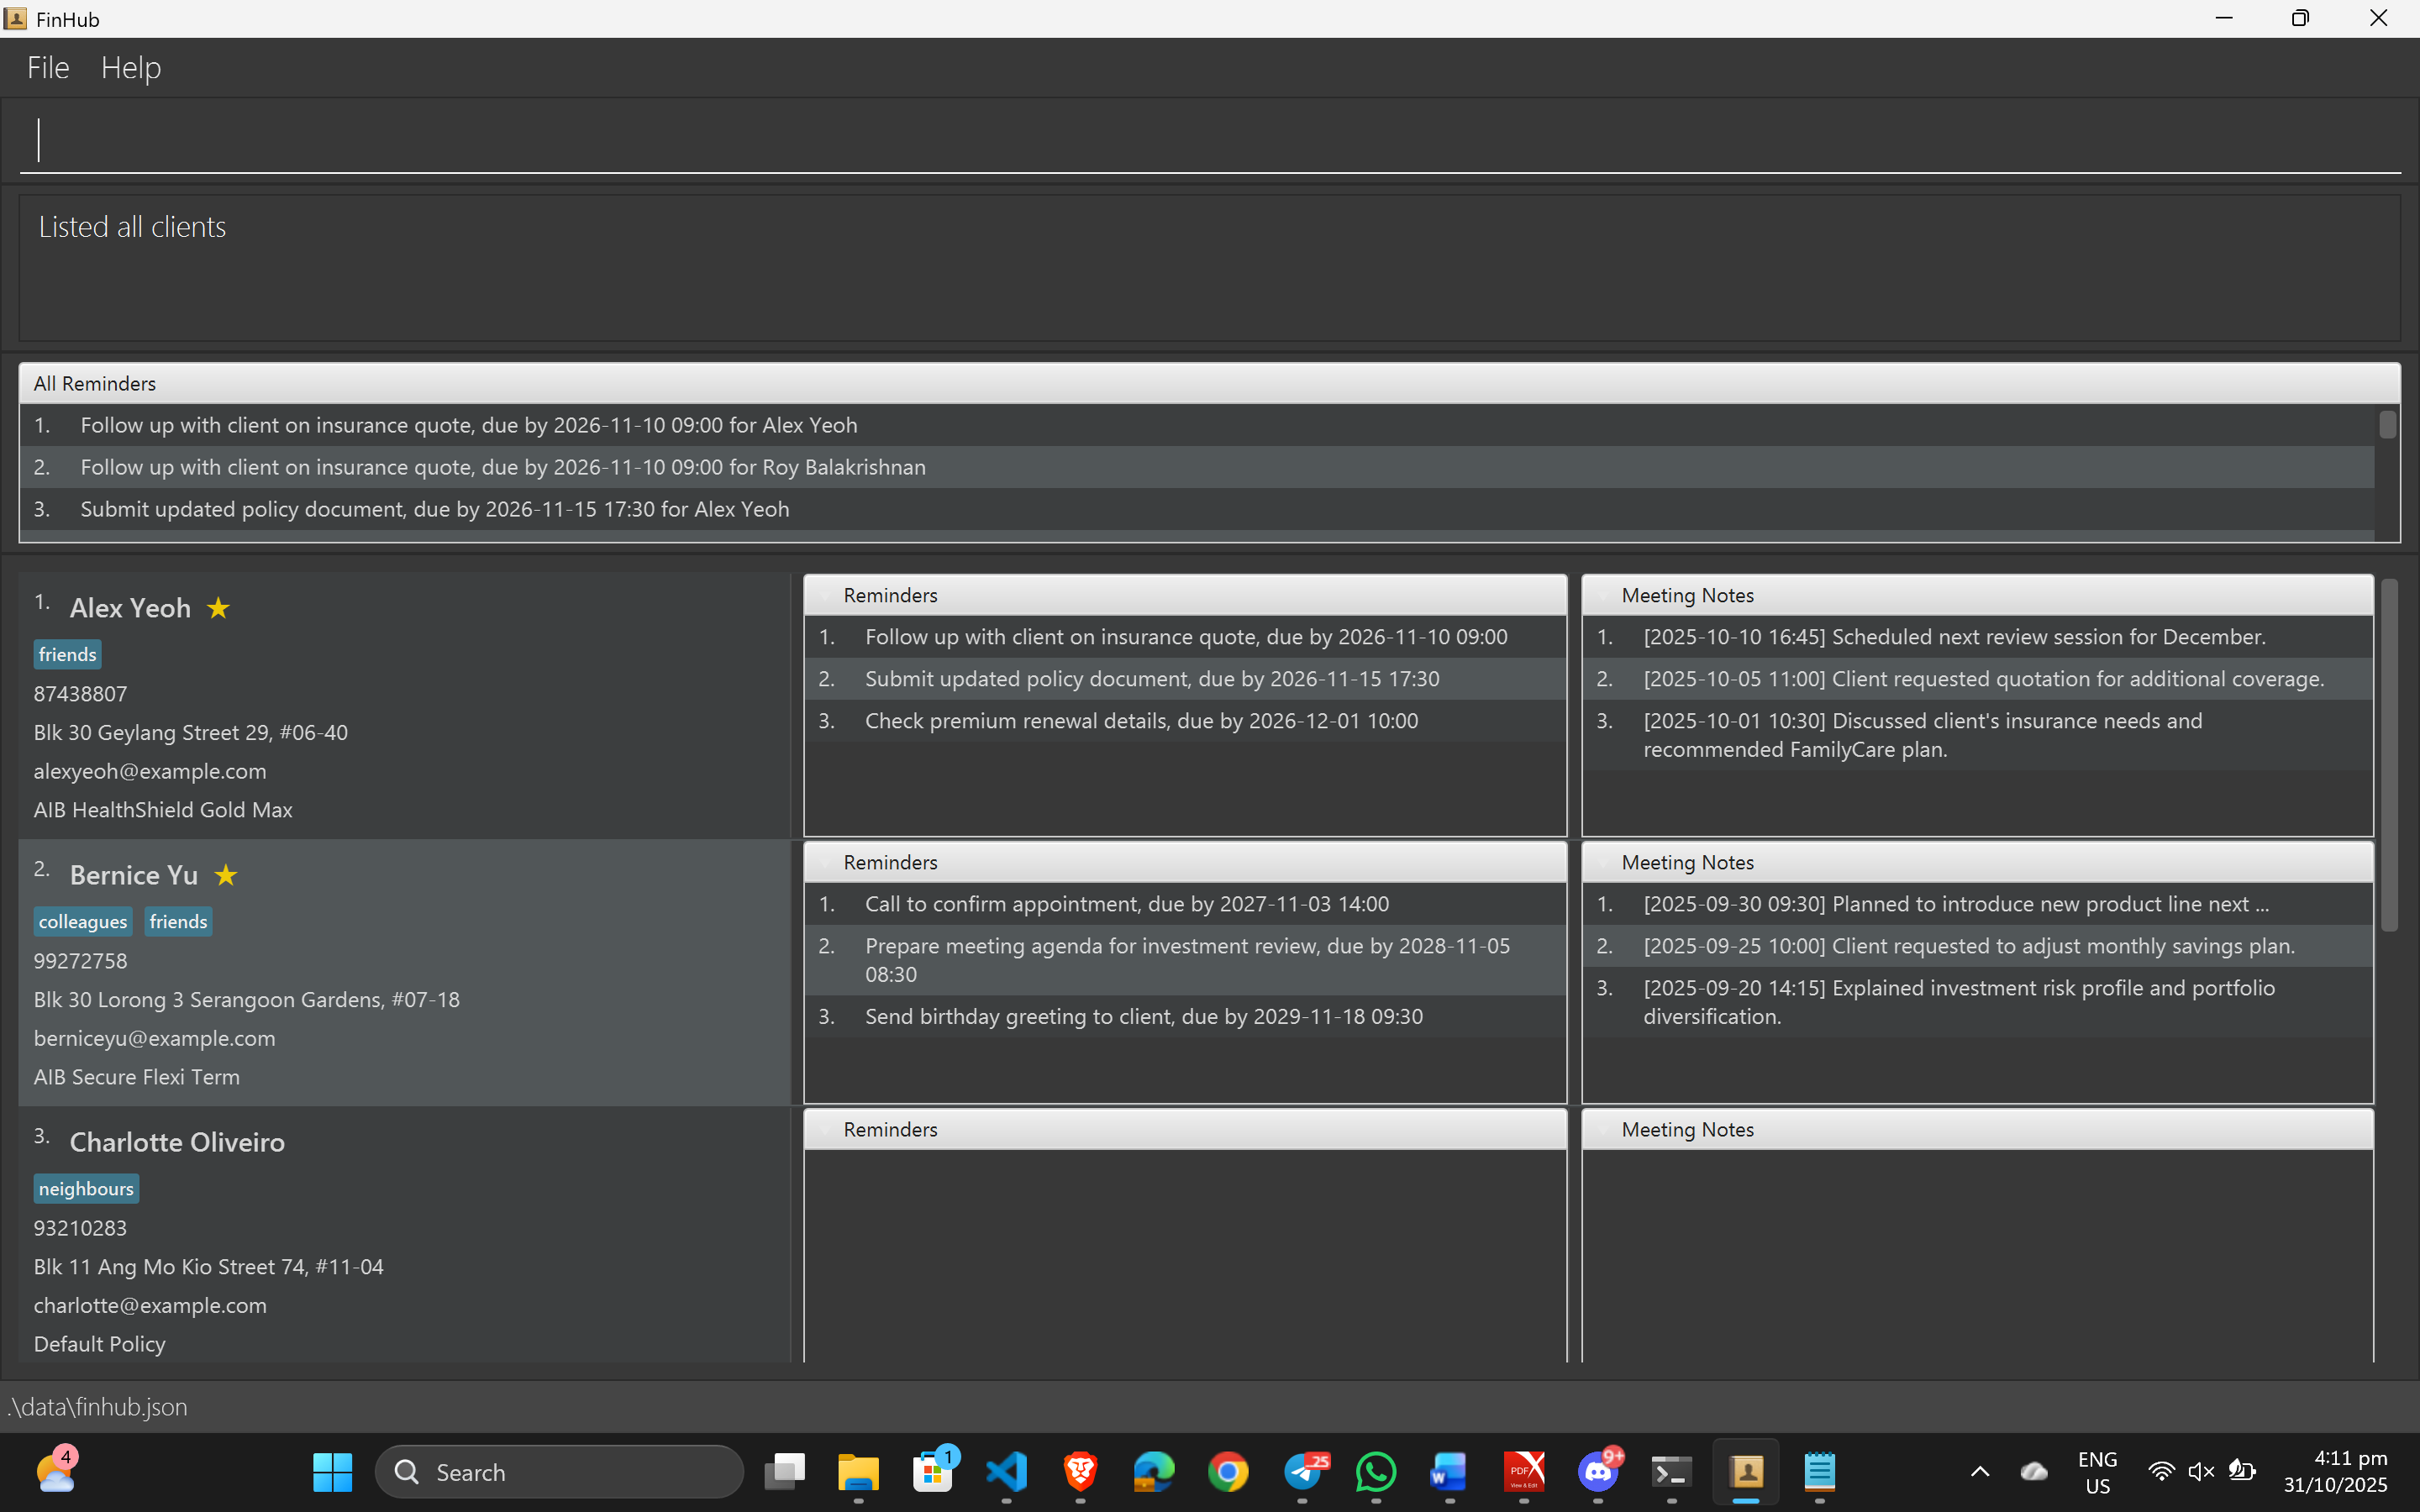 FinHub
File Help
Listed all clients
All Reminders
1. Follow up with client on insurance quote, due by 2026-11-10 09:00 for Alex Yeoh
2. Follow up with client on insurance quote, due by 2026-11-10 09:00 for Roy Balakrishnan
3. Submit updated policy document, due by 2026-11-15 17:30 for Alex Yeoh
1. Alex Yeoh
friends
87438807
Blk 30 Geylang Street 29, #06-40
alexyeoh@example.com
AIB HealthShield Gold Max
Reminders
1. Follow up with client on insurance quote, due by 2026-11-10 09:00
2. Submit updated policy document, due by 2026-11-15 17:30
3. Check premium renewal details, due by 2026-12-01 10:00
Meeting Notes
1. [2025-10-10 16:45] Scheduled next review session for December.
2. [2025-10-05 11:00] Client requested quotation for additional coverage.
3. [2025-10-01 10:30] Discussed client's insurance needs and
recommended FamilyCare plan.
2. Bernice Yu
colleagues friends
99272758
Blk 30 Lorong 3 Serangoon Gardens, #07-18
berniceyu@example.com
AIB Secure Flexi Term
Reminders
1. Call to confirm appointment, due by 2027-11-03 14:00
2. Prepare meeting agenda for investment review, due by 2028-11-05
08:30
3. Send birthday greeting to client, due by 2029-11-18 09:30
Meeting Notes
1. [2025-09-30 09:30] Planned to introduce new product line next ...
2. [2025-09-25 10:00] Client requested to adjust monthly savings plan.
3. [2025-09-20 14:15] Explained investment risk profile and portfolio
diversification.
3. Charlotte Oliveiro
neighbours
93210283
Blk 11 Ang Mo Kio Street 74, #11-04
charlotte@example.com
Default Policy
Reminders
Meeting Notes
.\data\finhub.json
4
Search
1
25
W
PDF
View & Edit
9+
ENG
US
4:11 pm
31/10/2025